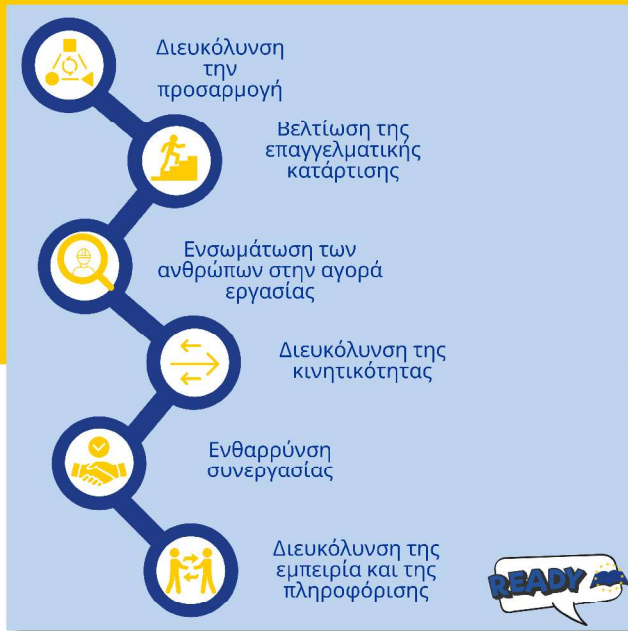 Διευκόλυνση
την
προσαρμογή
Βελτίωση της
επαγγελματικής
κατάρτισης
Ενσωμάτωση των
ανθρώπων στην αγορά
εργασίας
Διευκόλυνση της
κινητικότητας
Ενθαρρύνση
συνεργασίας
Διευκόλυνση της
εμπειρία και της
πληροφόρισης
READY